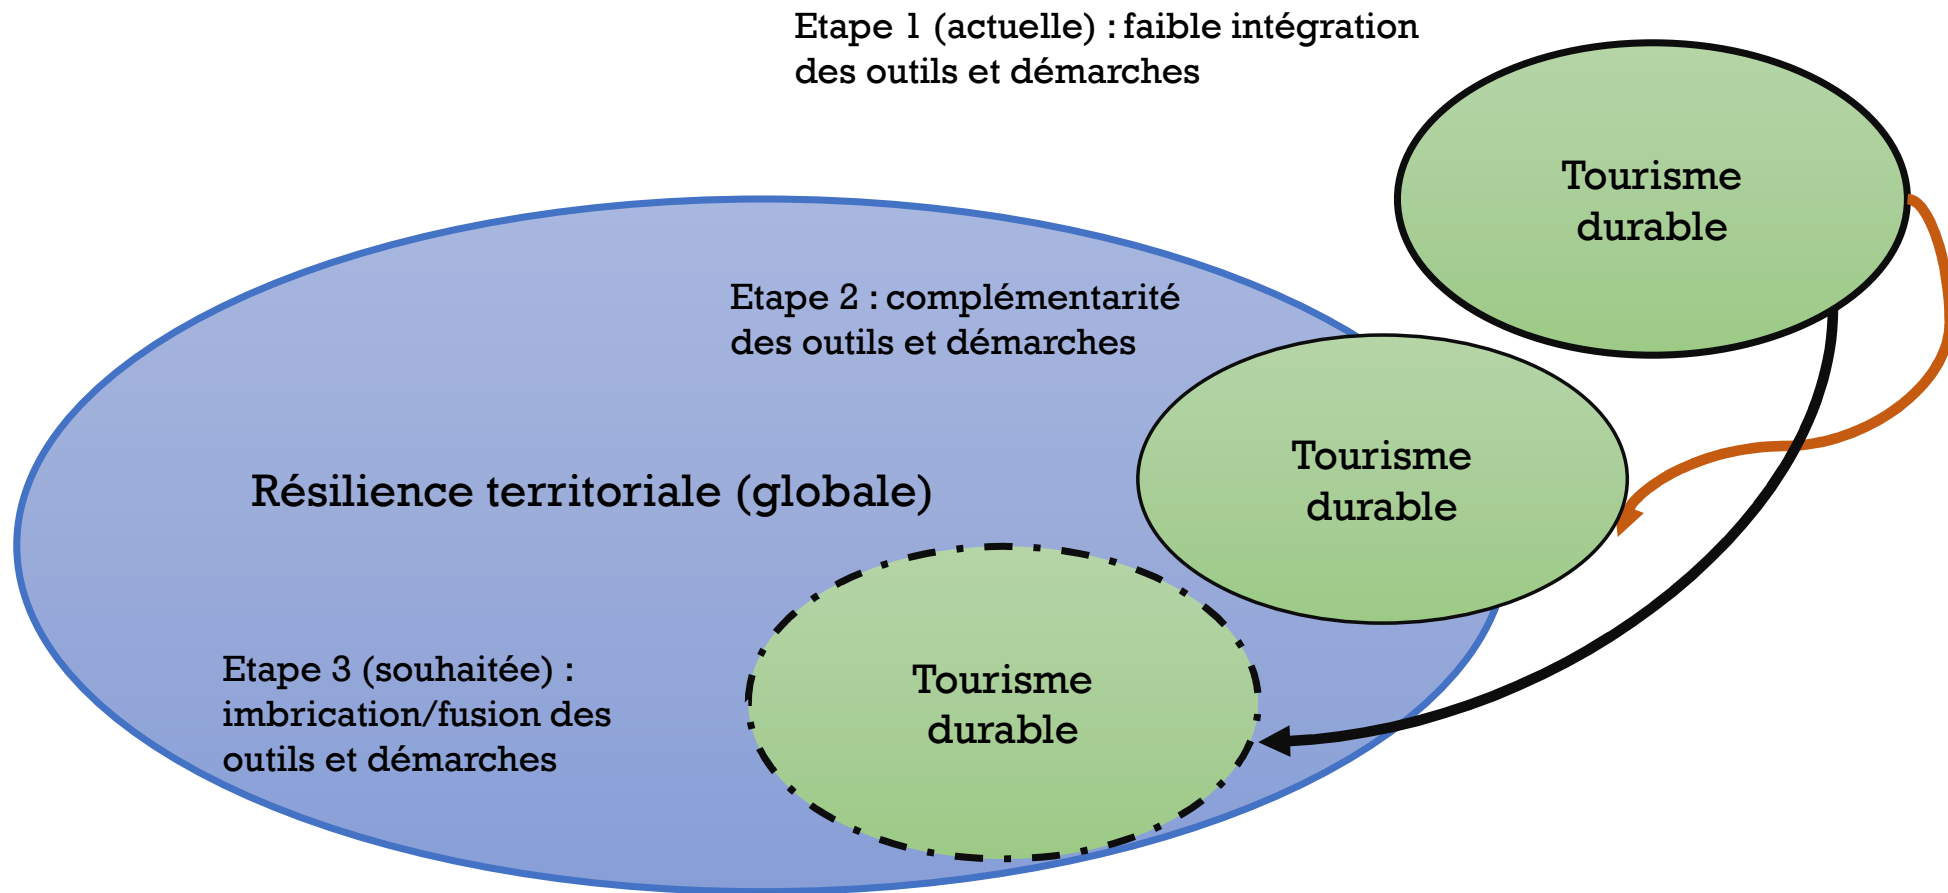 Etape 1 (actuelle) : faible intégration
des outils et démarches
Tourisme
durable
Etape 2 : complémentarité
des outils et démarches
Tourisme
durable
Résilience territoriale (globale)
Etape 3 (souhaitée) :
imbrication/fusion des
outils et démarches
Tourisme
durable